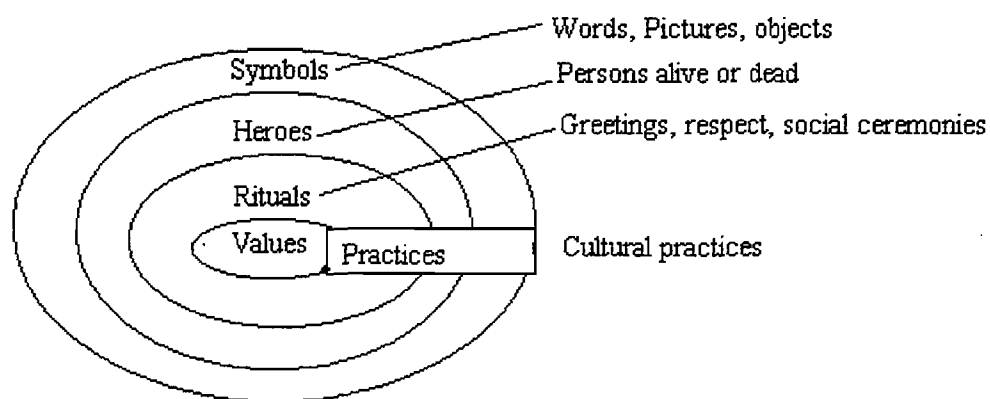 Words, Pictures, objects
Symbols
Persons alive or dead
Heroes
Greetings, respect, social ceremonies
Rituals
Values
Practices
Cultural practices